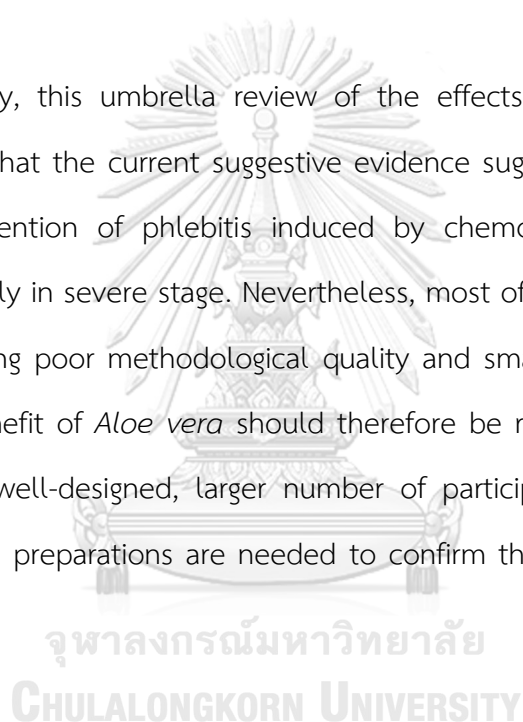 y, this umbrella review of the effects
hat the current suggestive evidence sug
ention of phlebitis induced by chemo
ly in severe stage. Nevertheless, most of
ng poor methodological quality and sma
nefit of Aloe vera should therefore be r
well-designed, larger number of particip
preparations are needed to confirm th
จุฬาลงกรณ์มหาวิทยาลัย
CHULALONGKORN UNIVERSITY